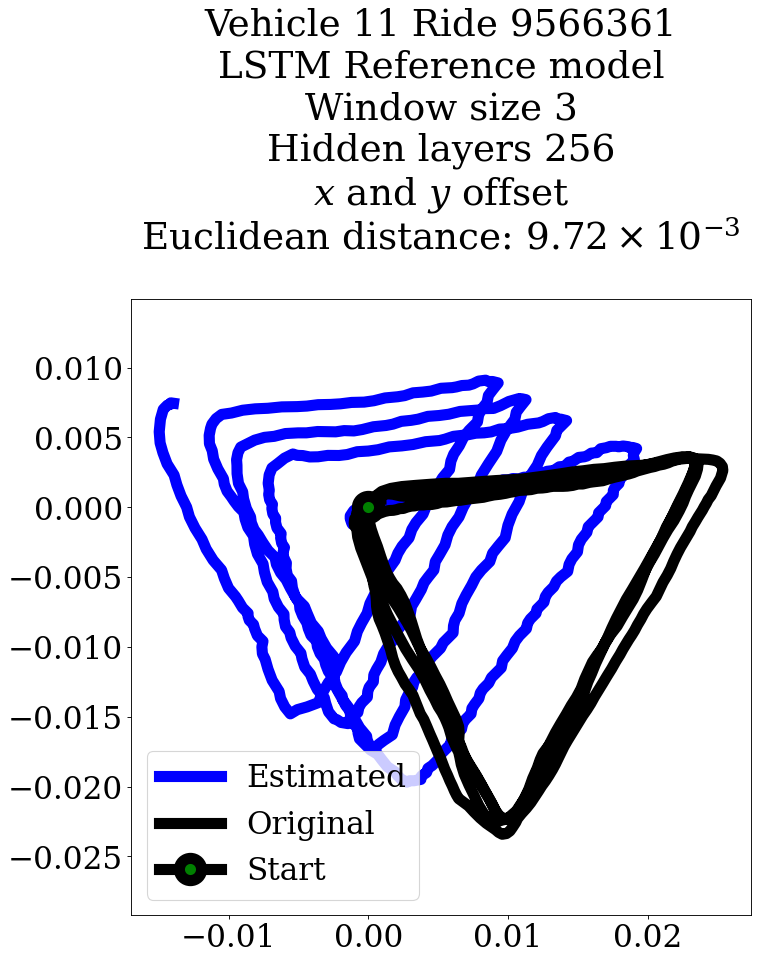 Vehicle 11 Ride 9566361
LSTM Reference model
Window size 3
Hidden layers 256
x and y offset
Euclidean distance: 9.72 × 10⁻³
0.010
0.005
0.000
−0.005
−0.010
−0.015
−0.020
−0.025
Estimated
Original
Start
−0.01 0.00 0.01 0.02